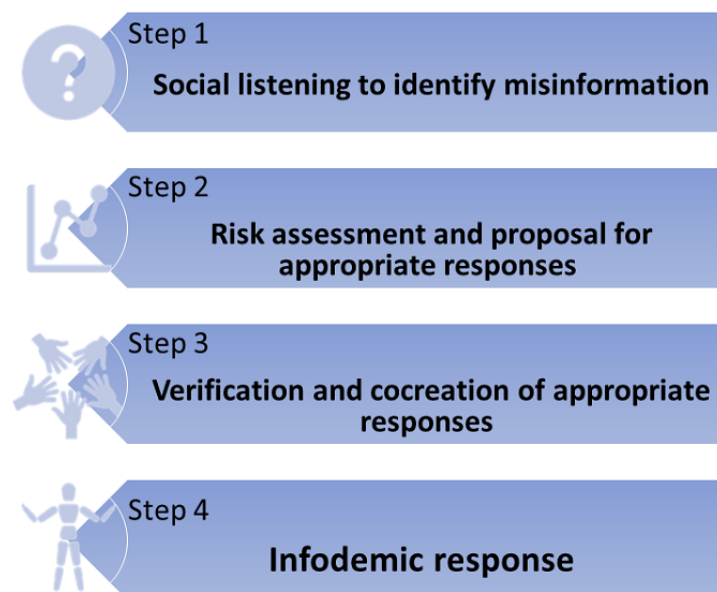 Step 1
Social listening to identify misinformation
Step 2
Risk assessment and proposal for
appropriate responses
Step 3
Verification and cocreation of appropriate
responses
Step 4
Infodemic response